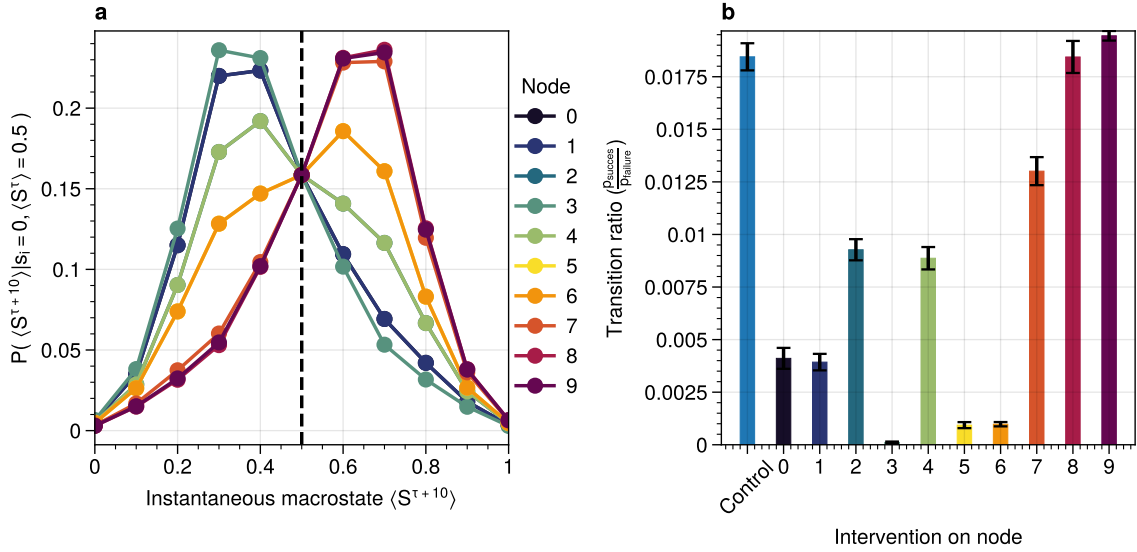 a
P( ⟨S^{τ+10}⟩|s_i = 0, ⟨S^τ⟩ = 0.5 )
0.2
0.15
0.1
0.05
0
0 0.2 0.4 0.6 0.8 1
Instantaneous macrostate ⟨S^{τ+10}⟩
Node
0
1
2
3
4
5
6
7
8
9
b
Transition ratio (p_succes/p_failure)
0.0175
0.015
0.0125
0.01
0.0075
0.005
0.0025
0
Control 0 1 2 3 4 5 6 7 8 9
Intervention on node